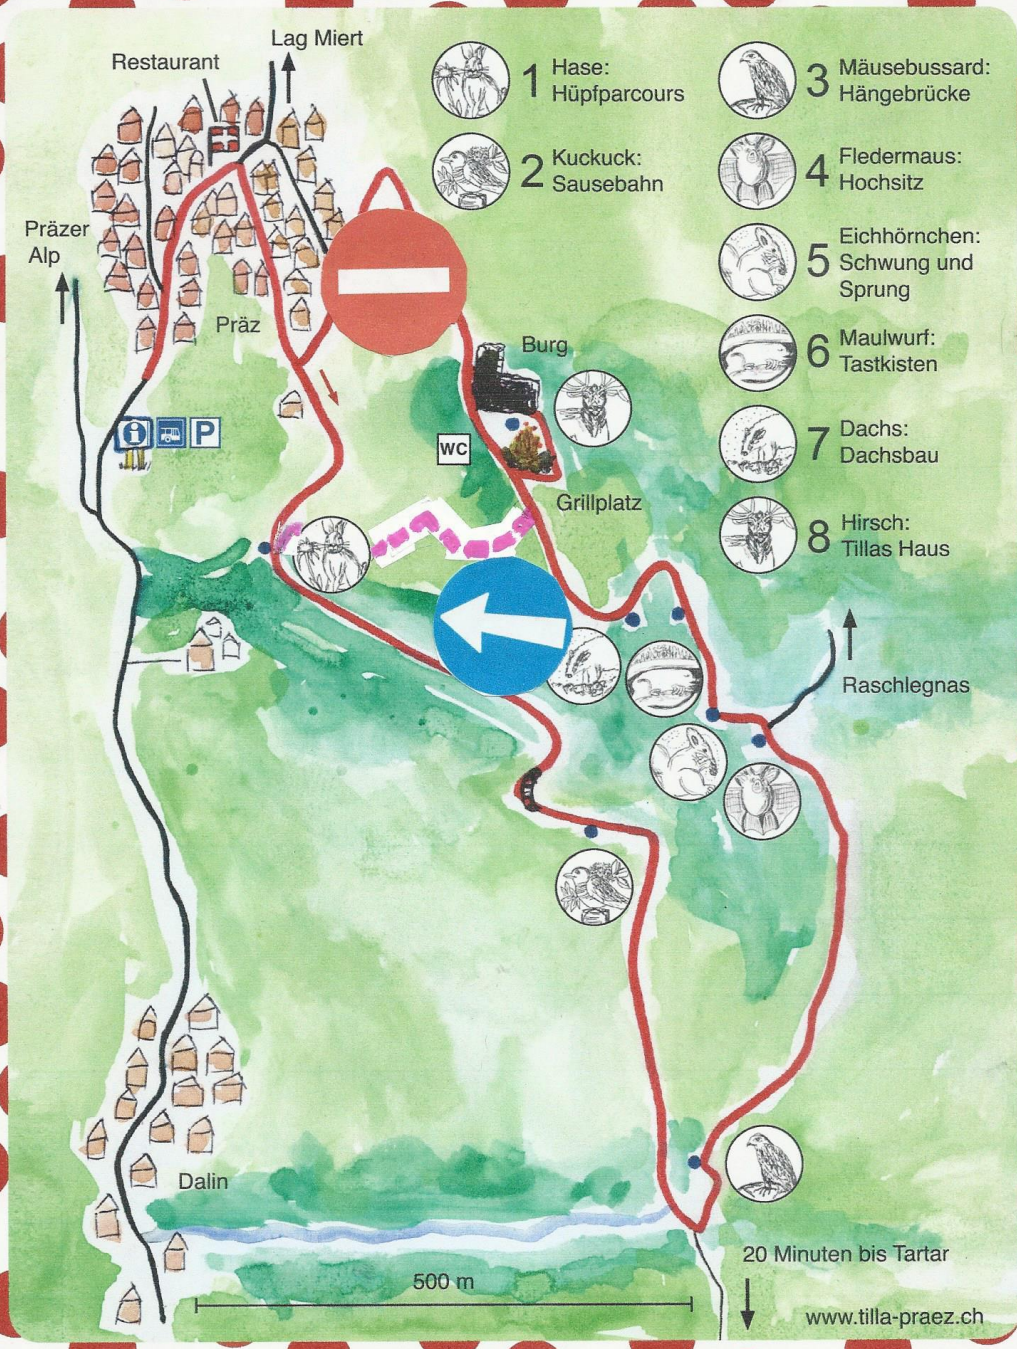 Lag Miert
Restaurant
1 Hase:
Hüpfparcours
2 Kuckuck:
Sausebahn
3 Mäusebussard:
Hängebrücke
4 Fledermaus:
Hochsitz
5 Eichhörnchen:
Schwung und
Sprung
6 Maulwurf:
Tastkisten
7 Dachs:
Dachsbau
8 Hirsch:
Tillas Haus
Präzer
Alp
Präz
Burg
i
P
WC
Grillplatz
Raschlegnas
Dalin
20 Minuten bis Tartar
500 m
www.tilla-praez.ch